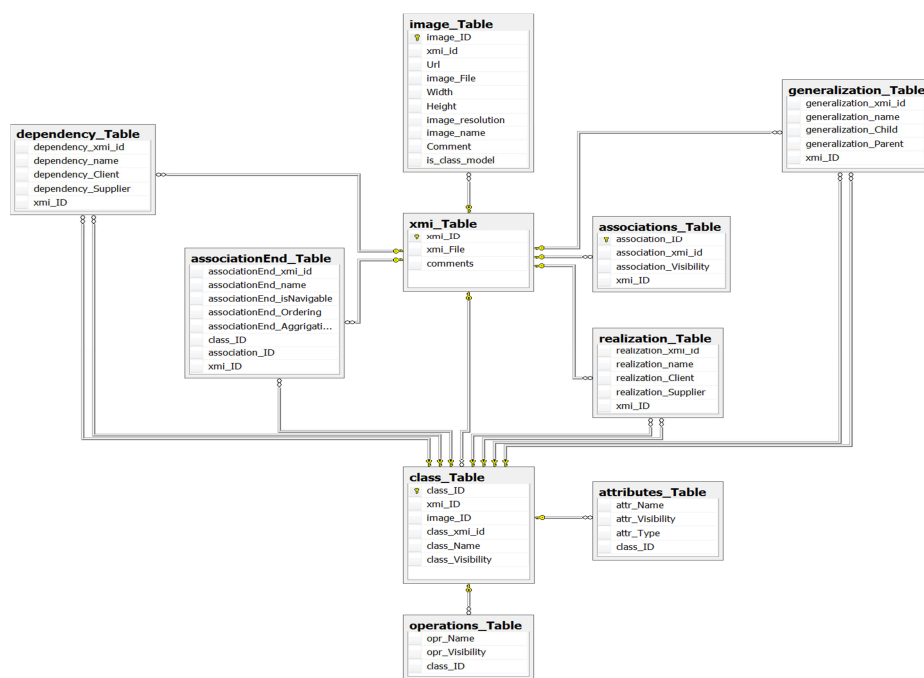 image_Table
image_ID
xmi_id
Url
image_File
Width
Height
image_resolution
image_name
Comment
is_class_model
generalization_Table
generalization_xmi_id
generalization_name
generalization_Child
generalization_Parent
xmi_ID
dependency_Table
dependency_xmi_id
dependency_name
dependency_Client
dependency_Supplier
xmi_ID
xmi_Table
xmi_ID
xmi_File
comments
associations_Table
association_ID
association_xmi_id
association_Visibility
xmi_ID
associationEnd_Table
associationEnd_xmi_id
associationEnd_name
associationEnd_isNavigable
associationEnd_Ordering
associationEnd_Aggregati...
class_ID
association_ID
xmi_ID
realization_Table
realization_xmi_id
realization_name
realization_Client
realization_Supplier
xmi_ID
class_Table
class_ID
xmi_ID
image_ID
class_xmi_id
class_Name
class_Visibility
attributes_Table
attr_Name
attr_Visibility
attr_Type
class_ID
operations_Table
opr_Name
opr_Visibility
class_ID